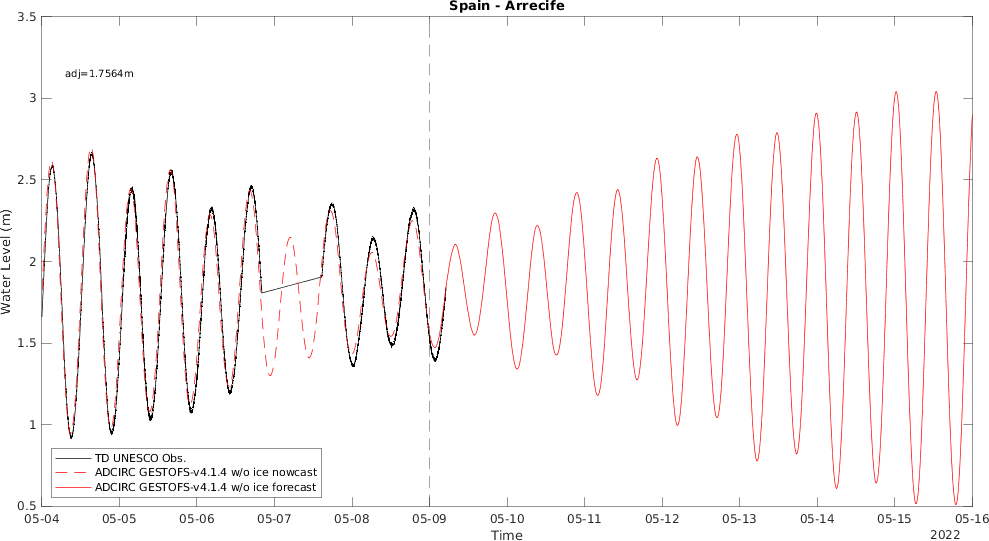 Spain - Arrecife
3.5
3
2.5
2
1.5
1
0.5
Water Level (m)
adj=1.7564m
TD UNESCO Obs.
ADCIRC GESTOFS-v4.1.4 w/o ice nowcast
ADCIRC GESTOFS-v4.1.4 w/o ice forecast
05-04 05-05 05-06 05-07 05-08 05-09 05-10 05-11 05-12 05-13 05-14 05-15 05-16
Time
2022